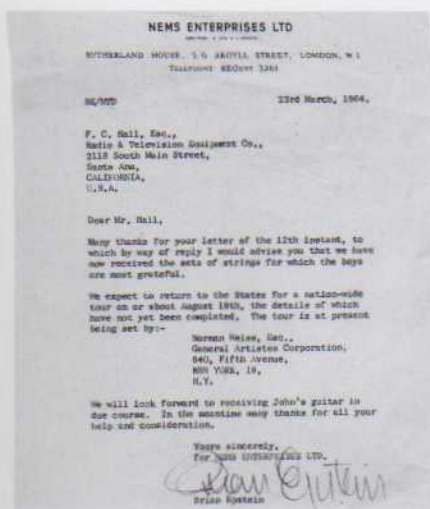 NEMS ENTERPRISES LTD
SUTHERLAND HOUSE, 5/6 ARGYLL STREET, LONDON, W.1
TELEPHONE REGENT 3261
BE/MTD 23rd March, 1964.
F. C. Hall, Esq.,
Radio & Television Equipment Co.,
2118 South Main Street,
Santa Ana,
CALIFORNIA,
U.S.A.
Dear Mr. Hall,
Many thanks for your letter of the 12th instant, to
which by way of reply I would advise you that we have
now received the sets of strings for which the boys
are most grateful.
We expect to return to the States for a nation-wide
tour on or about August 19th, the details of which
have not yet been completed. The tour is at present
being set by:-
Norman Weiss, Esq.,
General Artistes Corporation,
640, Fifth Avenue,
NEW YORK, 19,
N.Y.
We will look forward to receiving John's guitar in
due course. In the meantime many thanks for all your
help and consideration.
Yours sincerely,
for NEMS ENTERPRISES LTD.
Brian Epstein
Brian Epstein